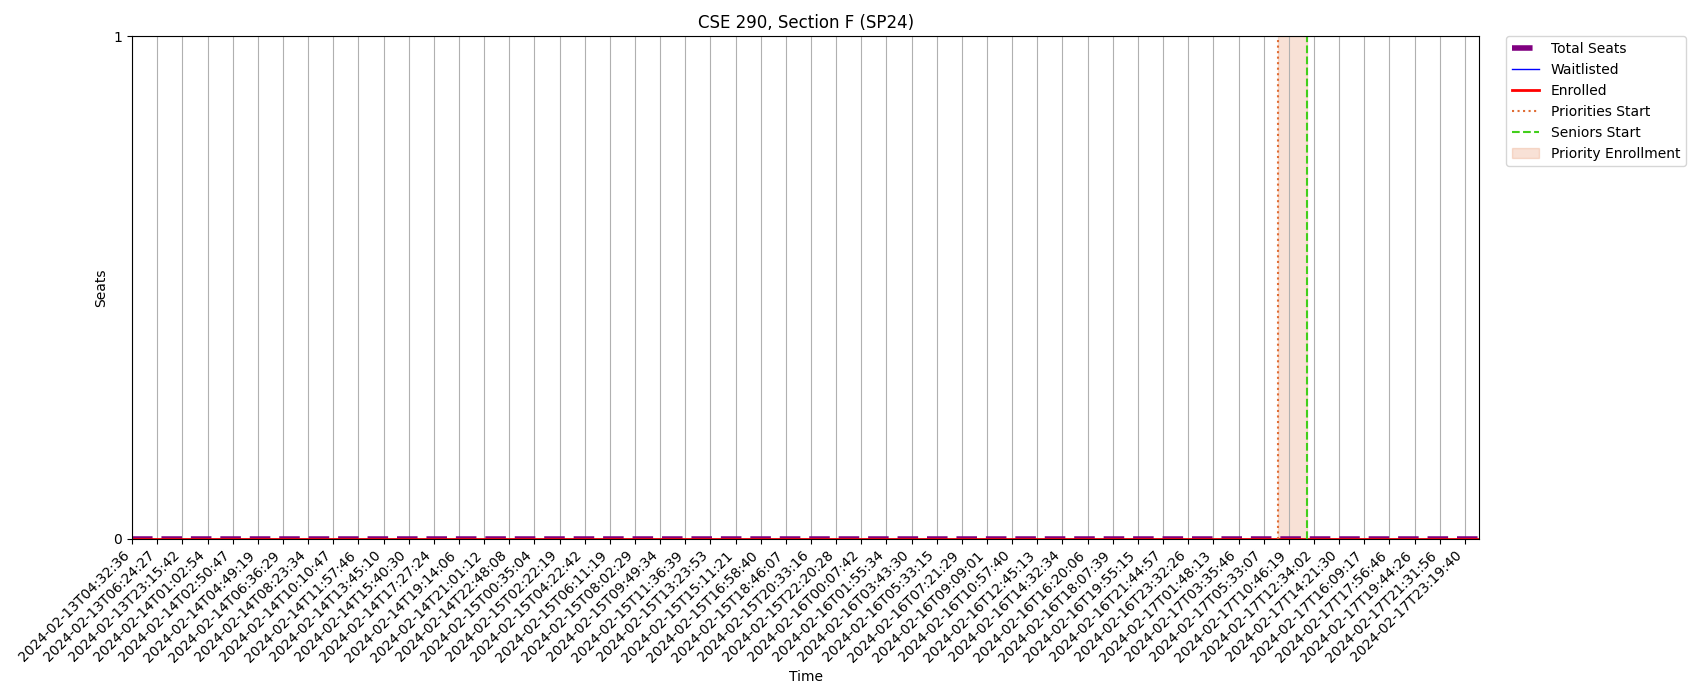 CSE 290, Section F (SP24)
1
0
Seats
Total Seats
Waitlisted
Enrolled
Priorities Start
Seniors Start
Priority Enrollment
2024-02-13T04:32:36
2024-02-13T06:24:27
2024-02-13T23:15:42
2024-02-14T01:02:54
2024-02-14T02:50:47
2024-02-14T04:49:19
2024-02-14T06:36:29
2024-02-14T08:23:34
2024-02-14T10:10:47
2024-02-14T11:57:46
2024-02-14T13:45:10
2024-02-14T15:40:30
2024-02-14T17:27:24
2024-02-14T19:14:06
2024-02-14T21:01:12
2024-02-14T22:48:08
2024-02-15T00:35:04
2024-02-15T02:22:19
2024-02-15T04:22:42
2024-02-15T06:11:19
2024-02-15T08:02:29
2024-02-15T09:49:34
2024-02-15T11:36:39
2024-02-15T13:23:53
2024-02-15T15:11:21
2024-02-15T16:58:40
2024-02-15T18:46:07
2024-02-15T20:33:16
2024-02-15T22:20:28
2024-02-16T00:07:42
2024-02-16T01:55:34
2024-02-16T03:43:30
2024-02-16T05:33:15
2024-02-16T07:21:29
2024-02-16T09:09:01
2024-02-16T10:57:40
2024-02-16T12:45:13
2024-02-16T14:32:34
2024-02-16T16:20:06
2024-02-16T18:07:39
2024-02-16T19:55:15
2024-02-16T21:44:57
2024-02-16T23:32:26
2024-02-17T01:48:13
2024-02-17T03:35:46
2024-02-17T05:33:07
2024-02-17T10:46:19
2024-02-17T12:34:02
2024-02-17T14:21:30
2024-02-17T16:09:17
2024-02-17T17:56:46
2024-02-17T19:44:26
2024-02-17T21:31:56
2024-02-17T23:19:40
Time